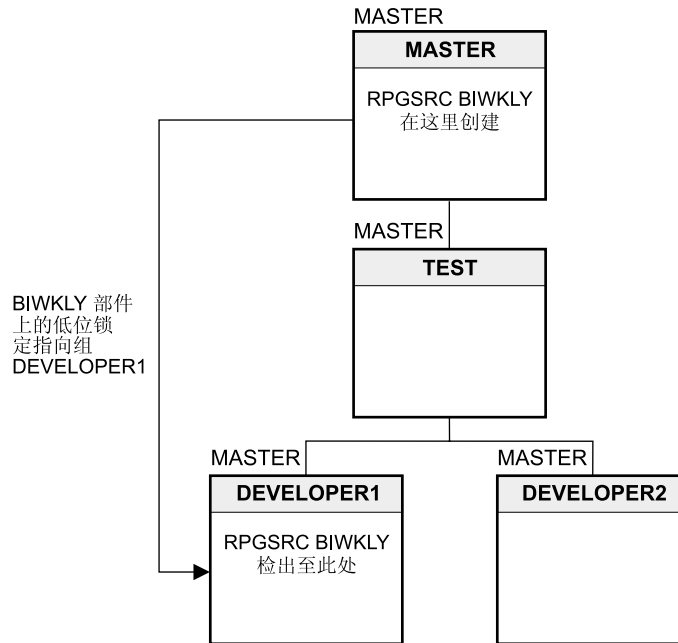 MASTER
MASTER
RPGSRC BIWKLY
在这里创建
MASTER
TEST
BIWKLY 部件
上的低位锁
定指向组
DEVELOPER1
MASTER
DEVELOPER1
RPGSRC BIWKLY
检出至此处
MASTER
DEVELOPER2